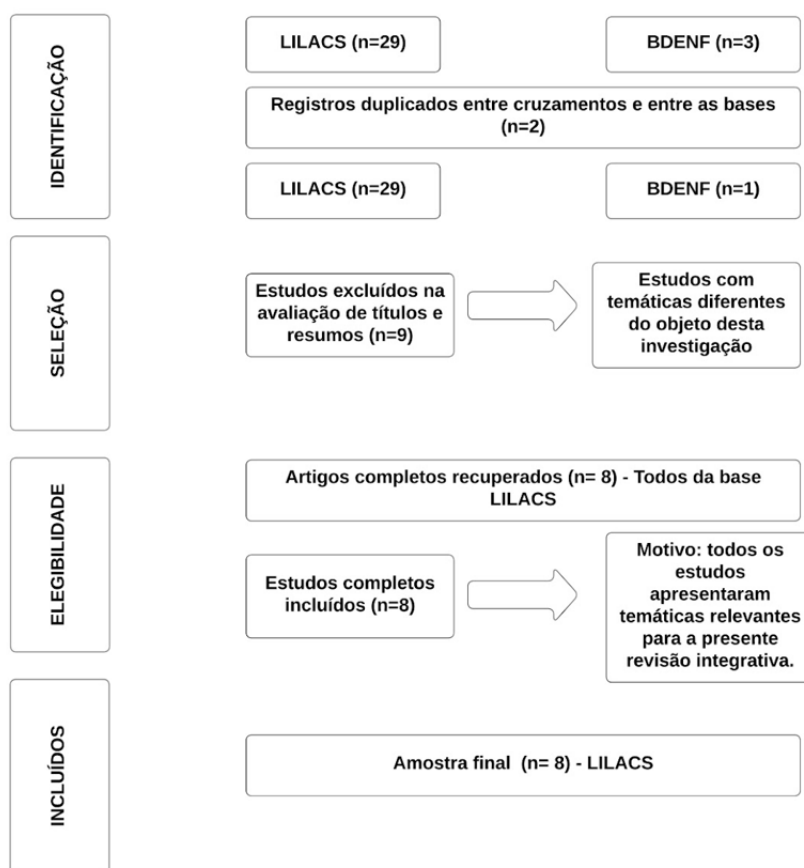 IDENTIFICAÇÃO
LILACS (n=29)
BDENF (n=3)
Registros duplicados entre cruzamentos e entre as bases
(n=2)
LILACS (n=29)
BDENF (n=1)
SELEÇÃO
Estudos excluídos na
avaliação de títulos e
resumos (n=9)
Estudos com
temáticas diferentes
do objeto desta
investigação
ELEGIBILIDADE
Artigos completos recuperados (n= 8) - Todos da base
LILACS
Estudos completos
incluídos (n=8)
Motivo: todos os
estudos
apresentaram
temáticas relevantes
para a presente
revisão integrativa.
INCLUÍDOS
Amostra final (n= 8) - LILACS